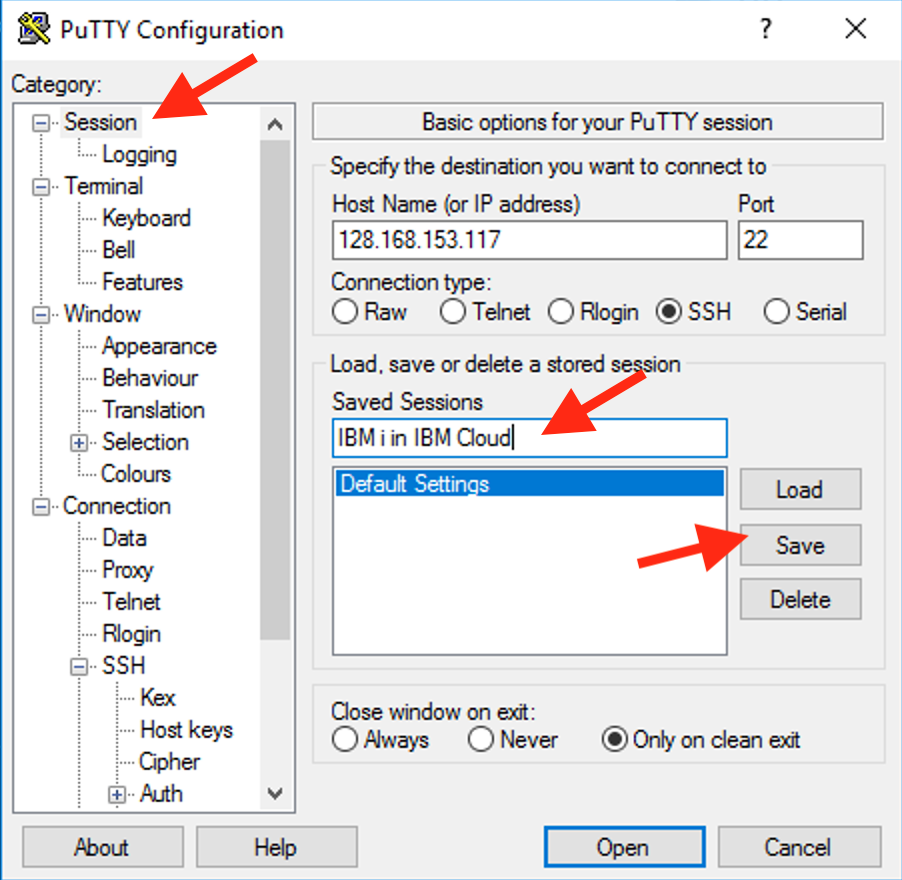 PuTTY Configuration
?
Category:
Session
Logging
Terminal
Keyboard
Bell
Features
Window
Appearance
Behaviour
Translation
Selection
Colours
Connection
Data
Proxy
Telnet
Rlogin
SSH
Kex
Host keys
Cipher
Auth
Basic options for your PuTTY session
Specify the destination you want to connect to
Host Name (or IP address) Port
128.168.153.117 22
Connection type:
Raw Telnet Rlogin SSH Serial
Load, save or delete a stored session
Saved Sessions
IBM i in IBM Cloud
Default Settings
Load
Save
Delete
Close window on exit:
Always Never Only on clean exit
About Help Open Cancel